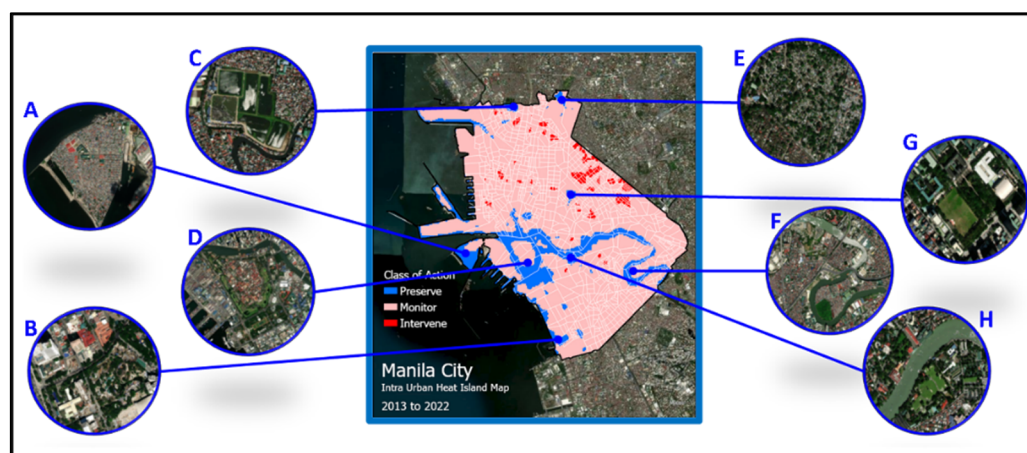 A
B
C
D
E
F
G
H
Class of Action
Preserve
Monitor
Intervene
Manila City
Intra Urban Heat Island Map
2013 to 2022